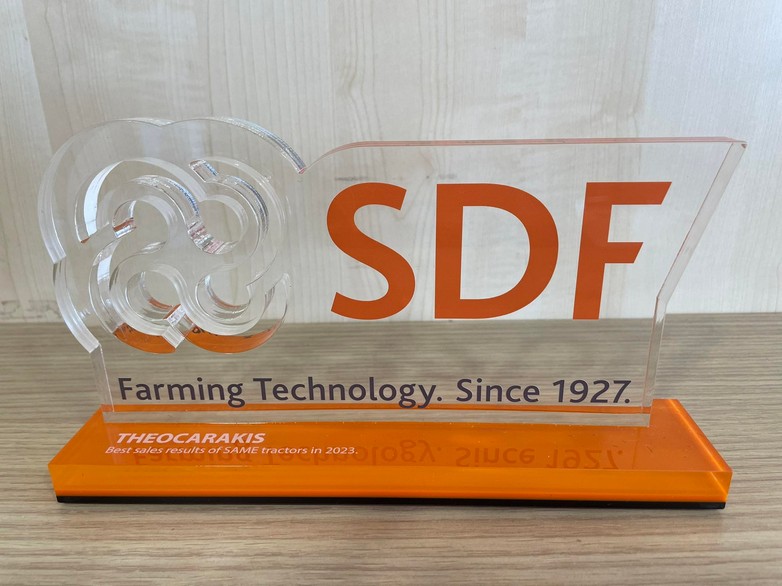 SDF
Farming Technology. Since 1927.
THEOCARAKIS
Best sales results of SAME tractors in 2023.